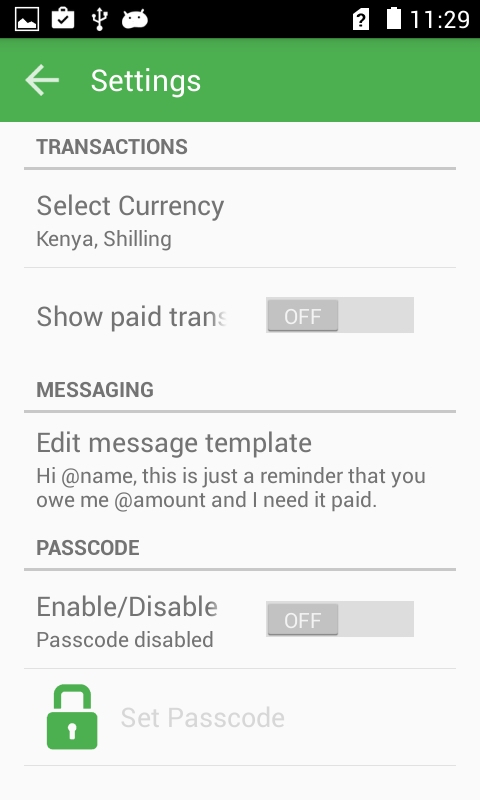 11:29
Settings
TRANSACTIONS
Select Currency
Kenya, Shilling
Show paid trans
OFF
MESSAGING
Edit message template
Hi @name, this is just a reminder that you
owe me @amount and I need it paid.
PASSCODE
Enable/Disable
OFF
Passcode disabled
Set Passcode